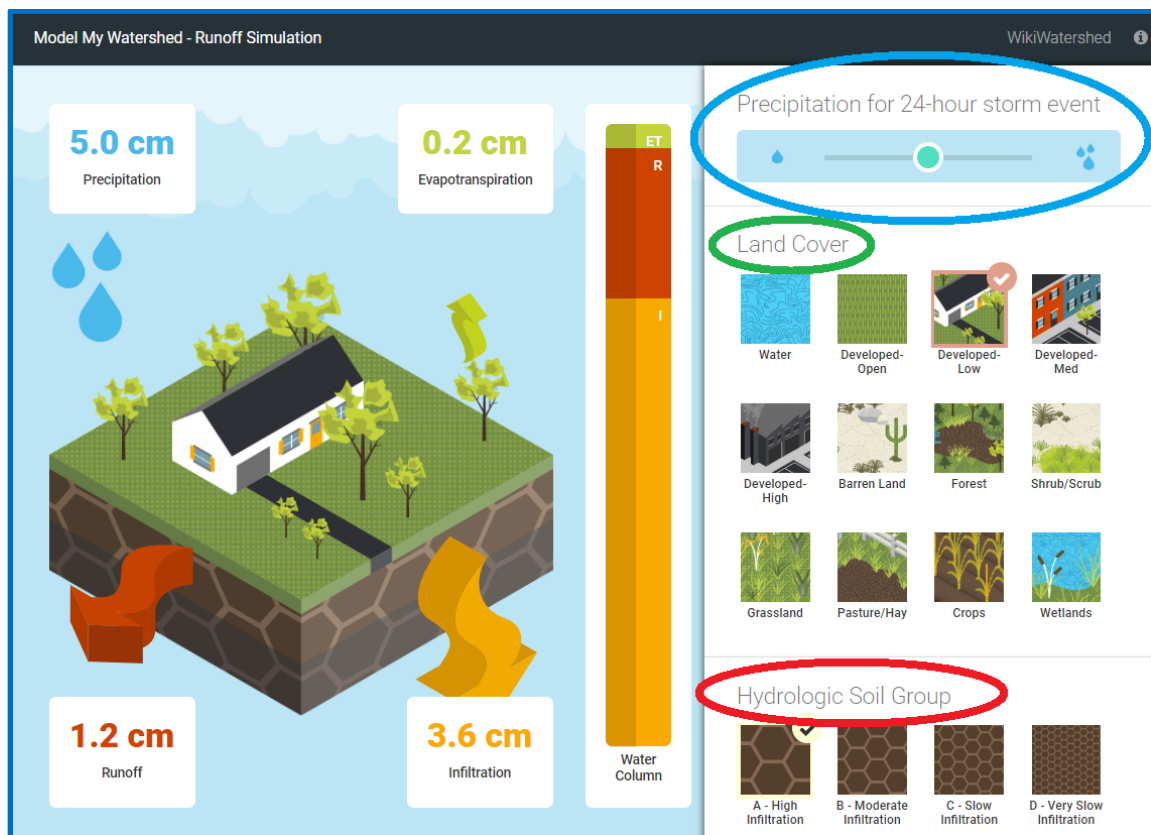 Model My Watershed - Runoff Simulation
WikiWatershed
5.0 cm
Precipitation
0.2 cm
Evapotranspiration
ET
R
I
1.2 cm
Runoff
3.6 cm
Infiltration
Water
Column
Precipitation for 24-hour storm event
Land Cover
Water
Developed-
Open
Developed-
Low
Developed-
Med
Developed-
High
Barren Land
Forest
Shrub/Scrub
Grassland
Pasture/Hay
Crops
Wetlands
Hydrologic Soil Group
A - High
Infiltration
B - Moderate
Infiltration
C - Slow
Infiltration
D - Very Slow
Infiltration